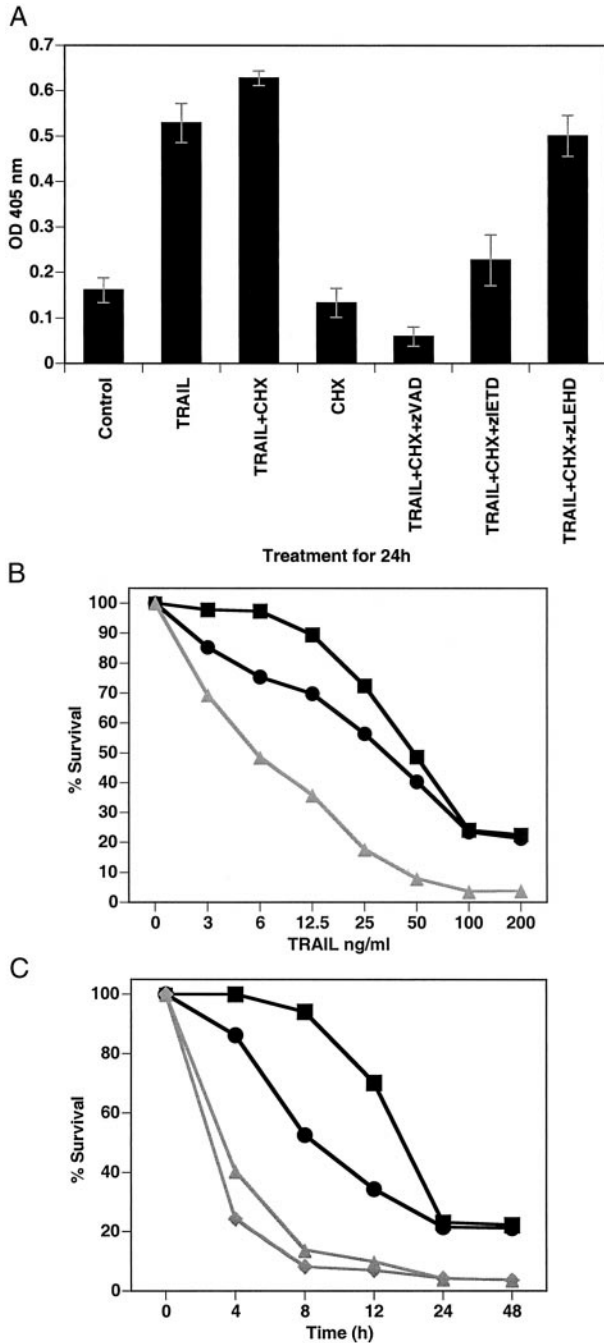 A
0.7
0.6
0.5
0.4
0.3
0.2
0.1
0
OD 405 nm
Control
TRAIL
TRAIL+CHX
CHX
TRAIL+CHX+zVAD
TRAIL+CHX+zIETD
TRAIL+CHX+zLEHD
Treatment for 24h
B
100
90
80
70
60
50
40
30
20
10
0
% Survival
0 3 6 12.5 25 50 100 200
TRAIL ng/ml
C
100
80
60
40
20
0
% Survival
0 4 8 12 24 48
Time (h)